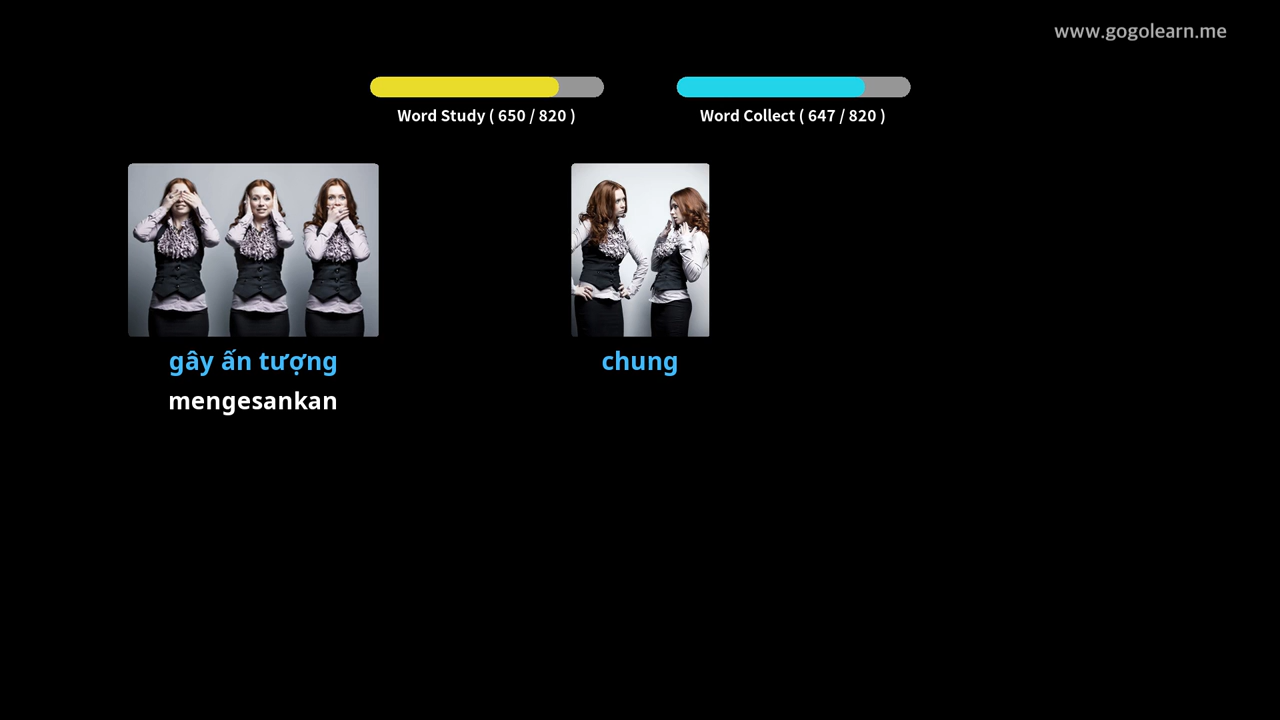 www.gogolearn.me
Word Study ( 650 / 820 )
Word Collect ( 647 / 820 )
gây ấn tượng
mengesankan
chung